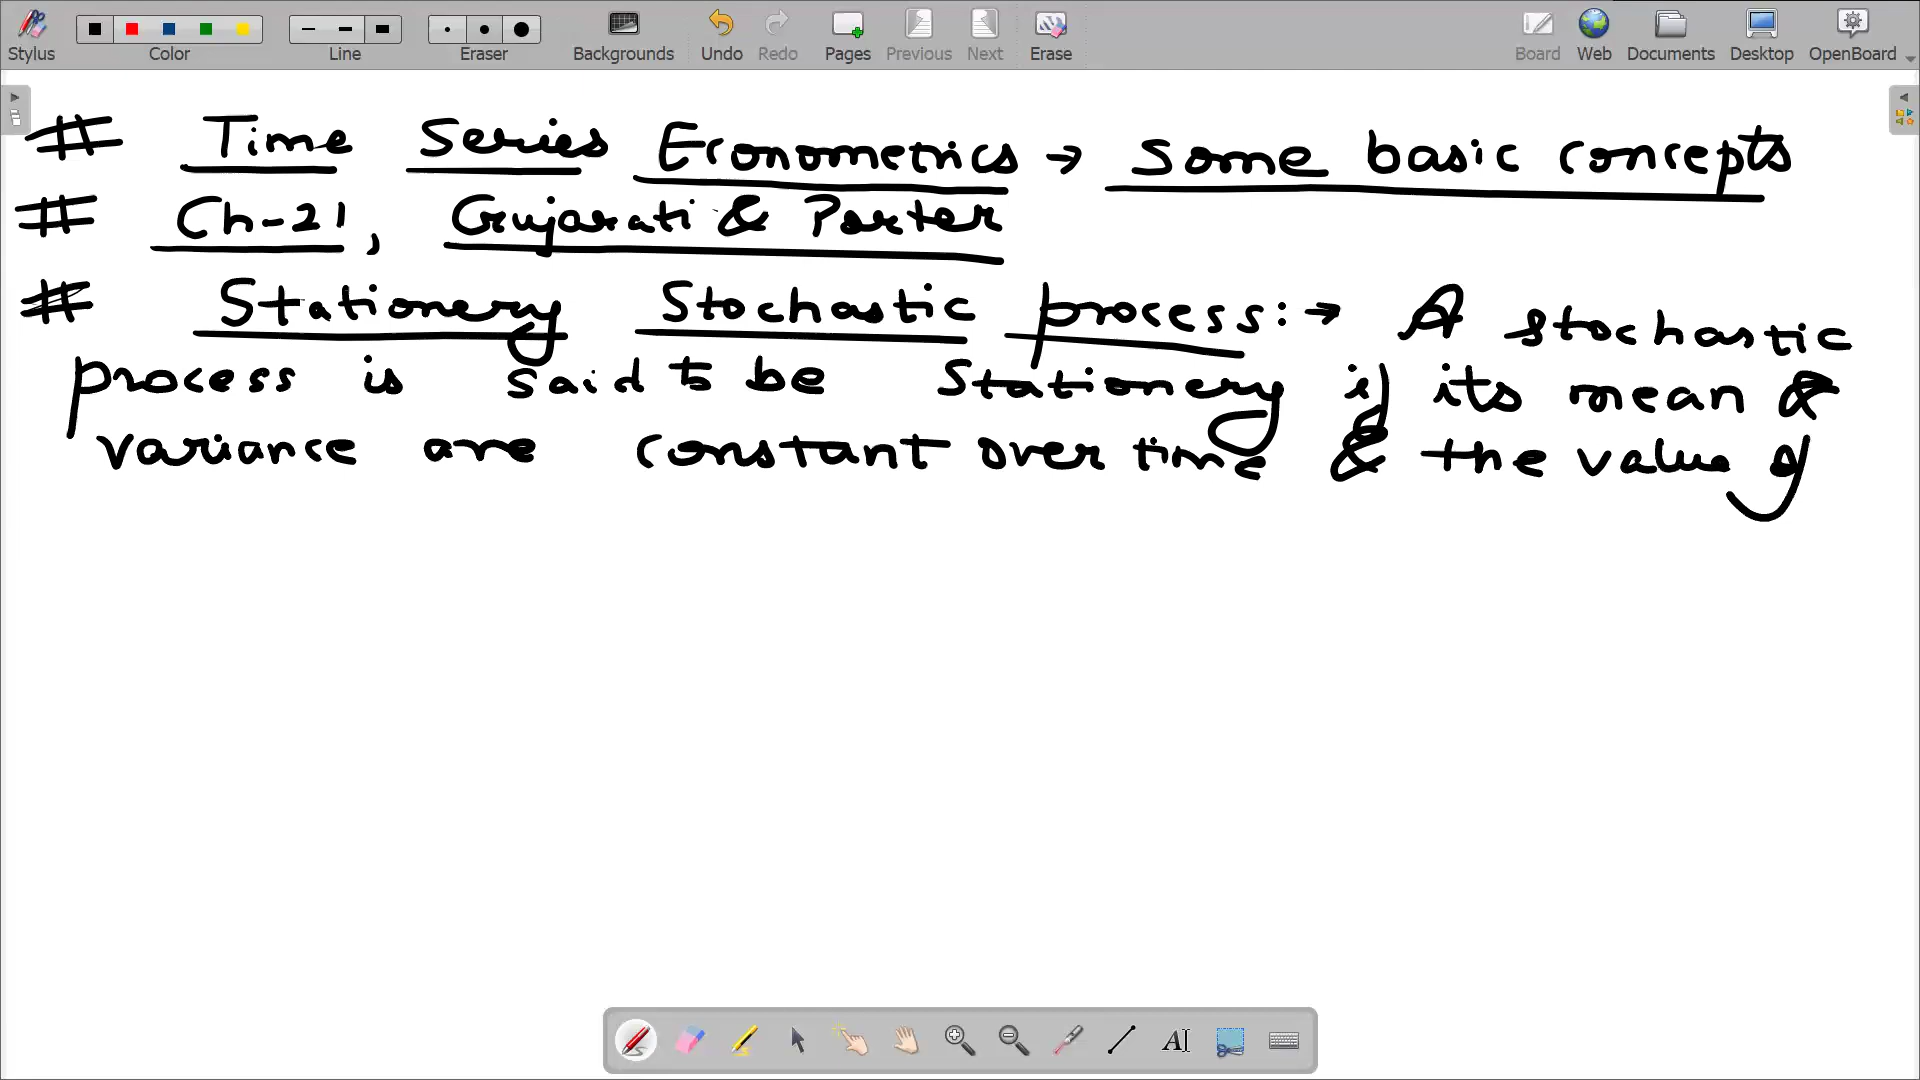 Stylus Color Line Eraser Backgrounds Undo Redo Pages Previous Next Erase Board Web Documents Desktop OpenBoard
# Time Series Econometrics → Some basic concepts
# Ch-21, Gujarati & Porter
# Stationery Stochastic process:→ A stochastic
process is said to be Stationery if its mean &
variance are constant over time & the value of
AI